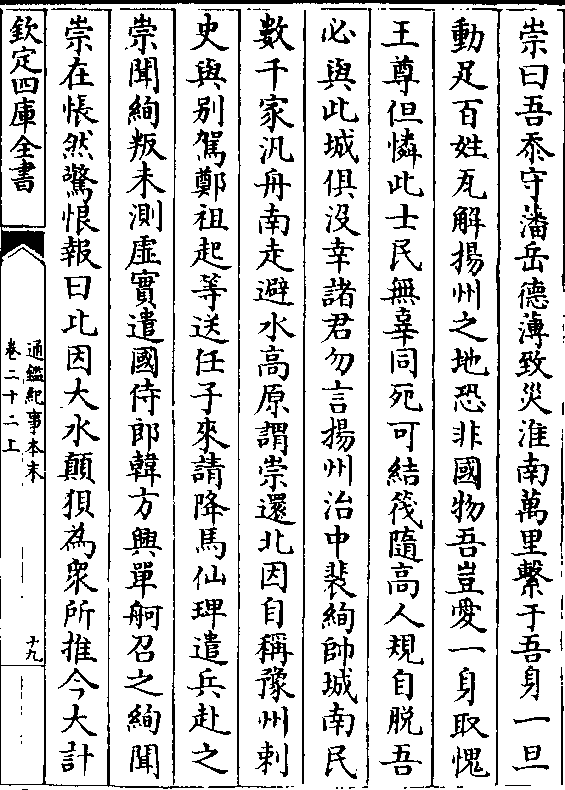 崇曰吾忝守藩岳德薄致災淮南萬里繫于吾身一旦
動足百姓瓦解揚州之地恐非國物吾豈愛一身取愧
王尊但憐此士民無辜同死可結筏隨高人規自脱吾
必與此城俱没幸諸君勿言揚州治中裴絢帥城南民
數千家汎舟南走避水高原謂崇還北因自稱豫州刺
史與别駕鄭祖起等送任子來請降馬仙琕遣兵赴之
崇聞絢叛未測虚實遣國侍郎韓方興單舸召之絢聞
崇在悵然驚恨報曰比因大水顛狽為衆所推今大計
欽定四庫全書
通鑑紀事本末
卷二十二上
十九